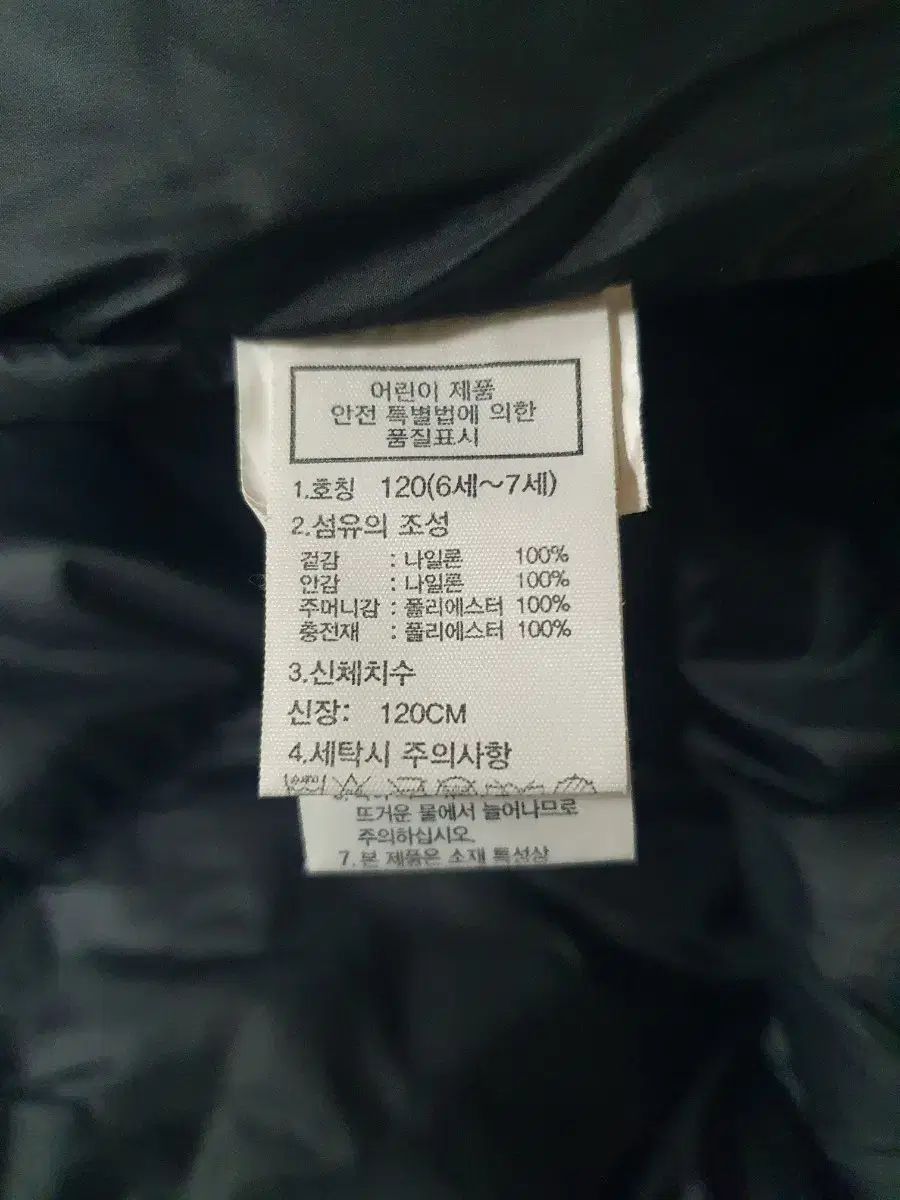 어린이 제품
안전 특별법에 의한
품질표시
1.호칭 120(6세~7세)
2.섬유의 조성
겉감 : 나일론 100%
안감 : 나일론 100%
주머니감 : 폴리에스터 100%
충전재 : 폴리에스터 100%
3.신체치수
신장: 120CM
4.세탁시 주의사항
뜨거운 물에서 늘어나므로
주의하십시오.
7.본 제품은 소재 특성상